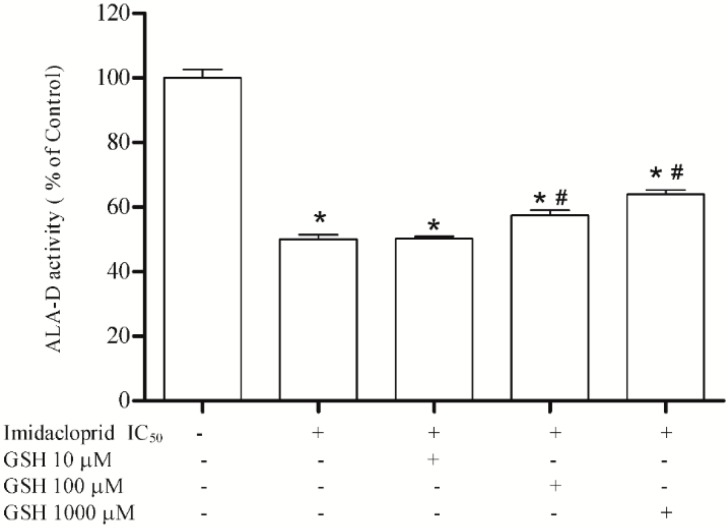 120
100
80
60
40
20
0
ALA-D activity ( % of Control)
*
*
* #
* #
Imidacloprid IC₅₀ - + + + +
GSH 10 μM - - + - -
GSH 100 μM - - - + -
GSH 1000 μM - - - - +